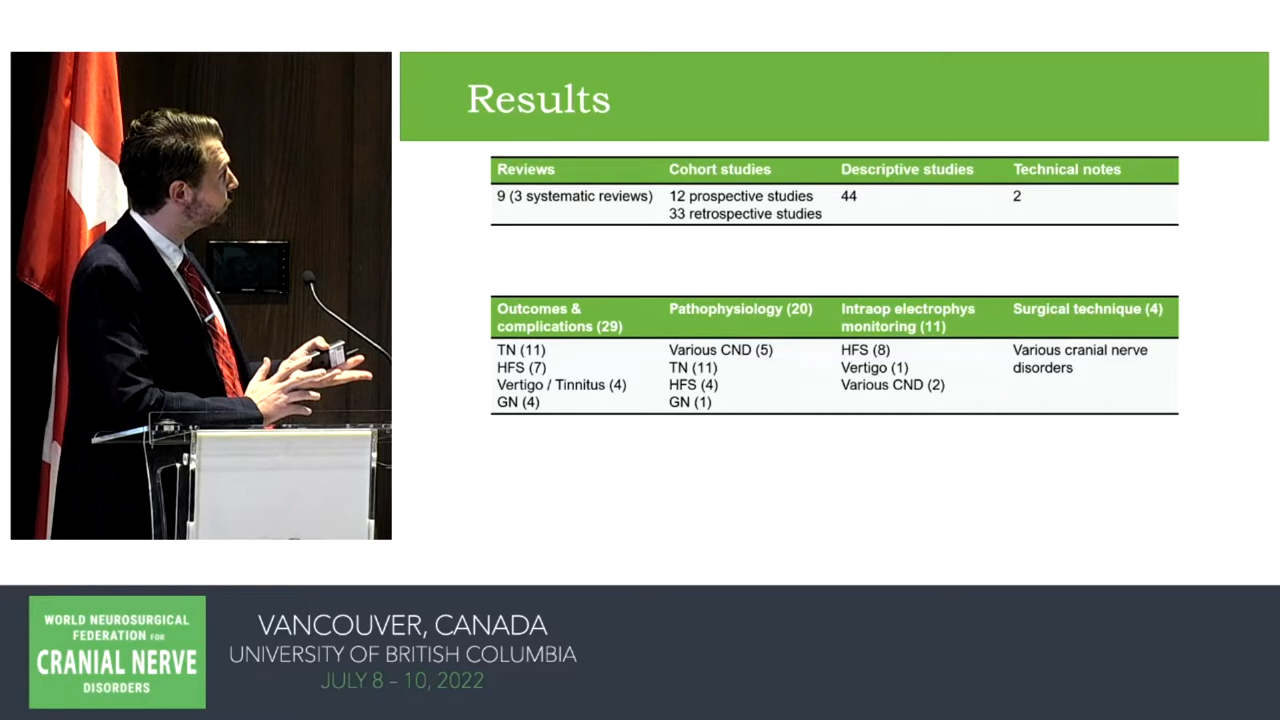 Results
Reviews
Cohort studies
Descriptive studies
Technical notes
9 (3 systematic reviews)
12 prospective studies
33 retrospective studies
44
2
Outcomes &
complications (29)
Pathophysiology (20)
Intraop electrophys
monitoring (11)
Surgical technique (4)
TN (11)
HFS (7)
Vertigo / Tinnitus (4)
GN (4)
Various CND (5)
TN (11)
HFS (4)
GN (1)
HFS (8)
Vertigo (1)
Various CND (2)
Various cranial nerve
disorders
WORLD NEUROSURGICAL
FEDERATION FOR
CRANIAL NERVE
DISORDERS
VANCOUVER, CANADA
UNIVERSITY OF BRITISH COLUMBIA
JULY 8 – 10, 2022